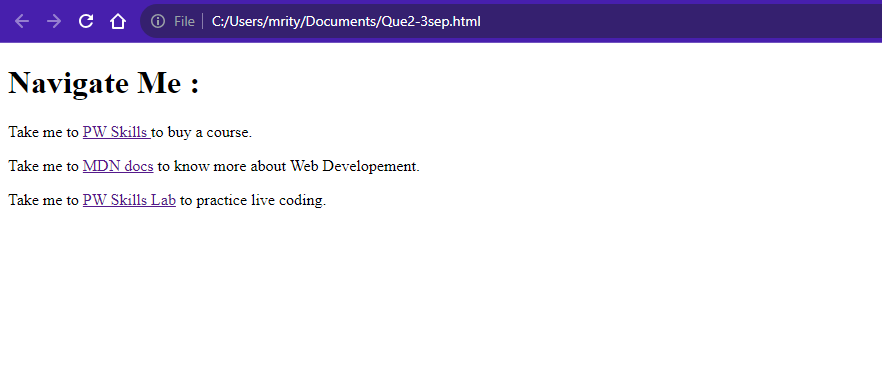 File | C:/Users/mrity/Documents/Que2-3sep.html
Navigate Me :
Take me to PW Skills to buy a course.
Take me to MDN docs to know more about Web Developement.
Take me to PW Skills Lab to practice live coding.